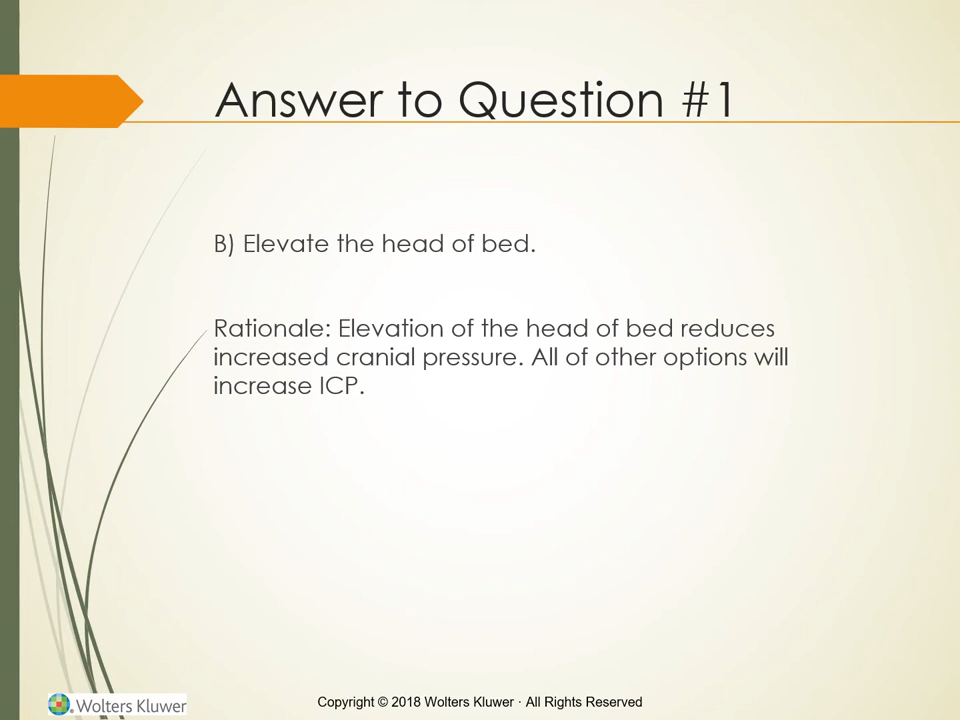 Answer to Question #1
B) Elevate the head of bed.
Rationale: Elevation of the head of bed reduces
increased cranial pressure. All of other options will
increase ICP.
Wolters Kluwer
Copyright © 2018 Wolters Kluwer · All Rights Reserved